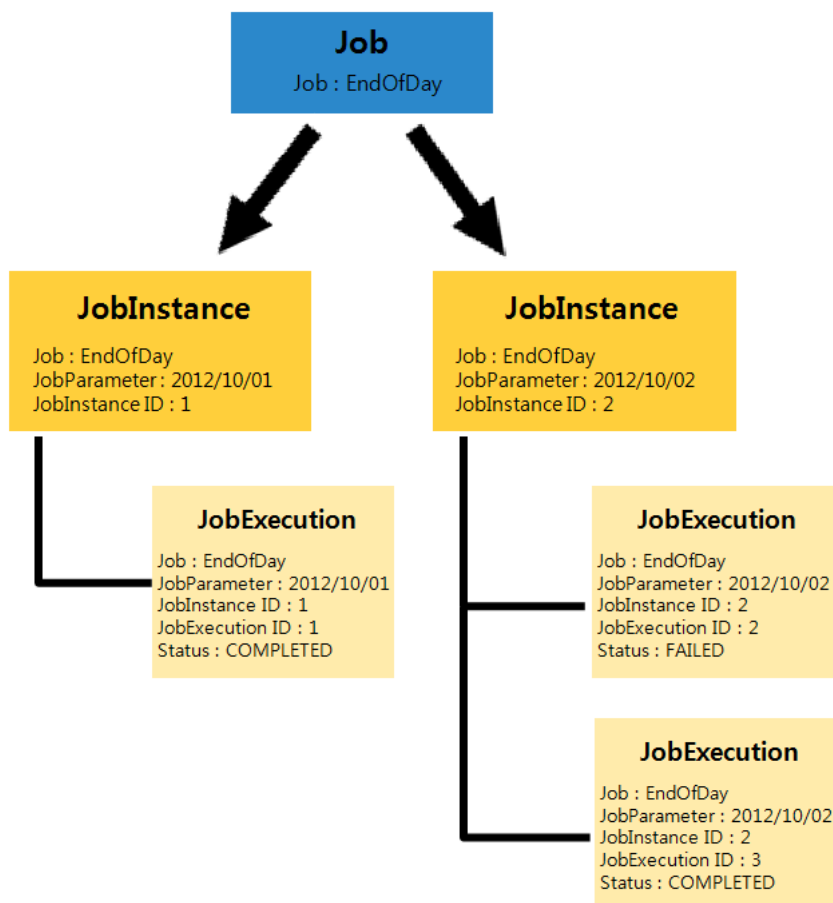 Job
Job : EndOfDay
JobInstance
Job : EndOfDay
JobParameter : 2012/10/01
JobInstance ID : 1
JobInstance
Job : EndOfDay
JobParameter : 2012/10/02
JobInstance ID : 2
JobExecution
Job : EndOfDay
JobParameter : 2012/10/01
JobInstance ID : 1
JobExecution ID : 1
Status : COMPLETED
JobExecution
Job : EndOfDay
JobParameter : 2012/10/02
JobInstance ID : 2
JobExecution ID : 2
Status : FAILED
JobExecution
Job : EndOfDay
JobParameter : 2012/10/02
JobInstance ID : 2
JobExecution ID : 3
Status : COMPLETED